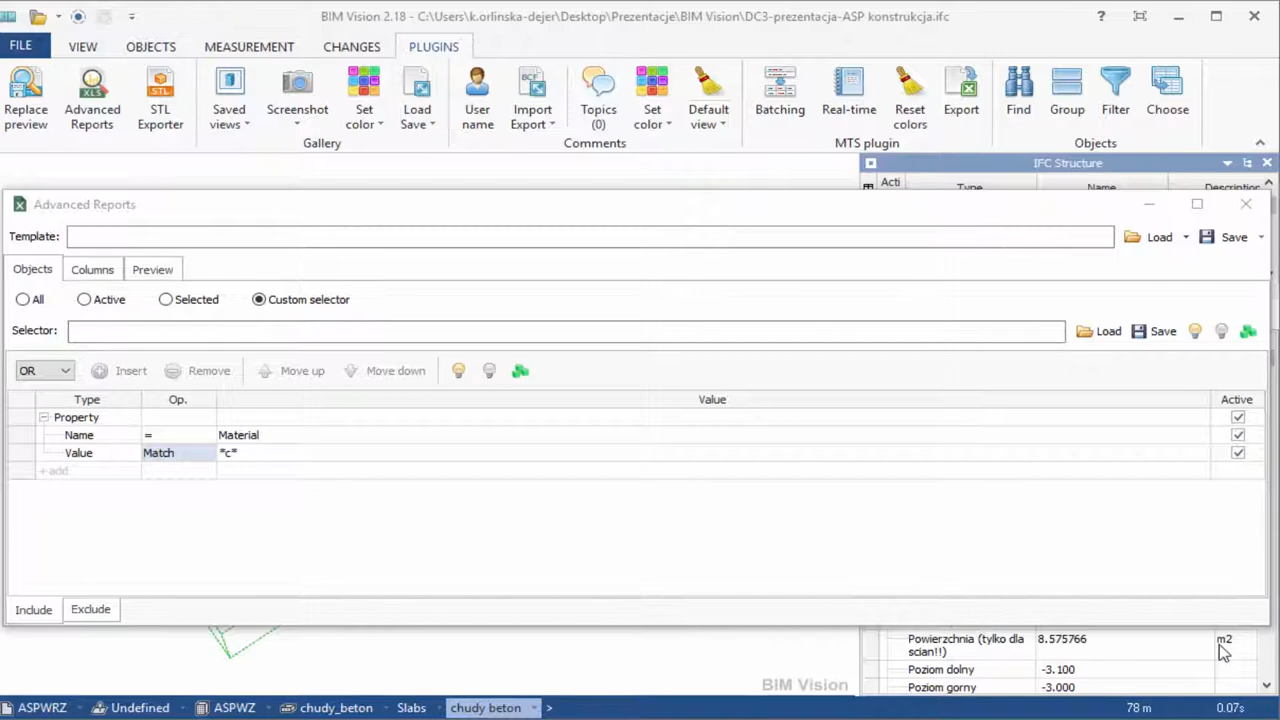 BIM Vision 2.18 - C:\Users\k.orlinska-dejer\Desktop\Prezentacje\BIM Vision\DC3-prezentacja-ASP konstrukcja.ifc
FILE VIEW OBJECTS MEASUREMENT CHANGES PLUGINS
Replace preview
Advanced Reports
STL Exporter
Saved views
Screenshot
Set color
Load Save
User name
Import Export
Topics (0)
Set color
Default view
Batching
Real-time
Reset colors
Export
Find
Group
Filter
Choose
Gallery Comments MTS plugin Objects
IFC Structure
Acti Type Name Description
Advanced Reports
Template: Load Save
Objects Columns Preview
All Active Selected Custom selector
Selector: Load Save
OR Insert Remove Move up Move down
Type Op. Value Active
Property
Name = Material
Value Match *c*
+ add
Include Exclude
Powierzchnia (tylko dla scian!!) 8.575766 m2
Poziom dolny -3.100
Poziom gorny -3.000
BIM Vision
ASPWRZ Undefined ASPWZ chudy_beton Slabs chudy beton > 78 m 0.07s